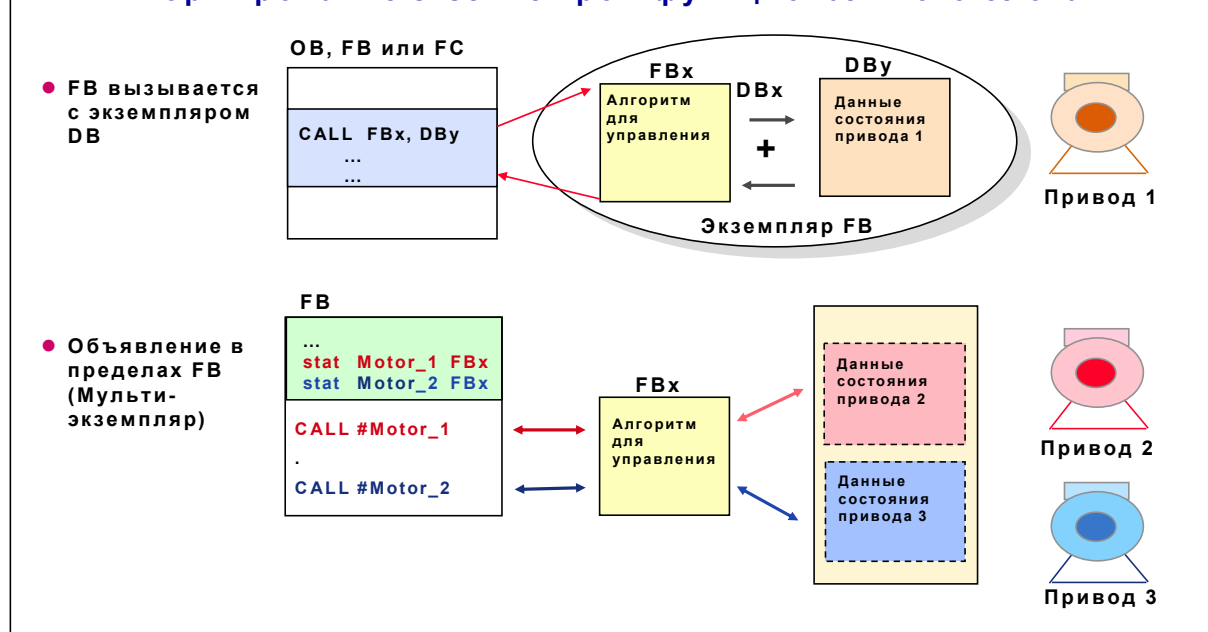 OB, FB или FC
FB вызывается
с экземпляром
DB
CALL FBx, DBy
...
...
FBx
Алгоритм
для
управления
DBx
+
DBy
Данные
состояния
привода 1
Экземпляр FB
Привод 1
Объявление в
пределах FB
(Мульти-
экземпляр)
FB
...
stat Motor_1 FBx
stat Motor_2 FBx
CALL #Motor_1
.
CALL #Motor_2
FBx
Алгоритм
для
управления
Данные
состояния
привода 2
Данные
состояния
привода 3
Привод 2
Привод 3